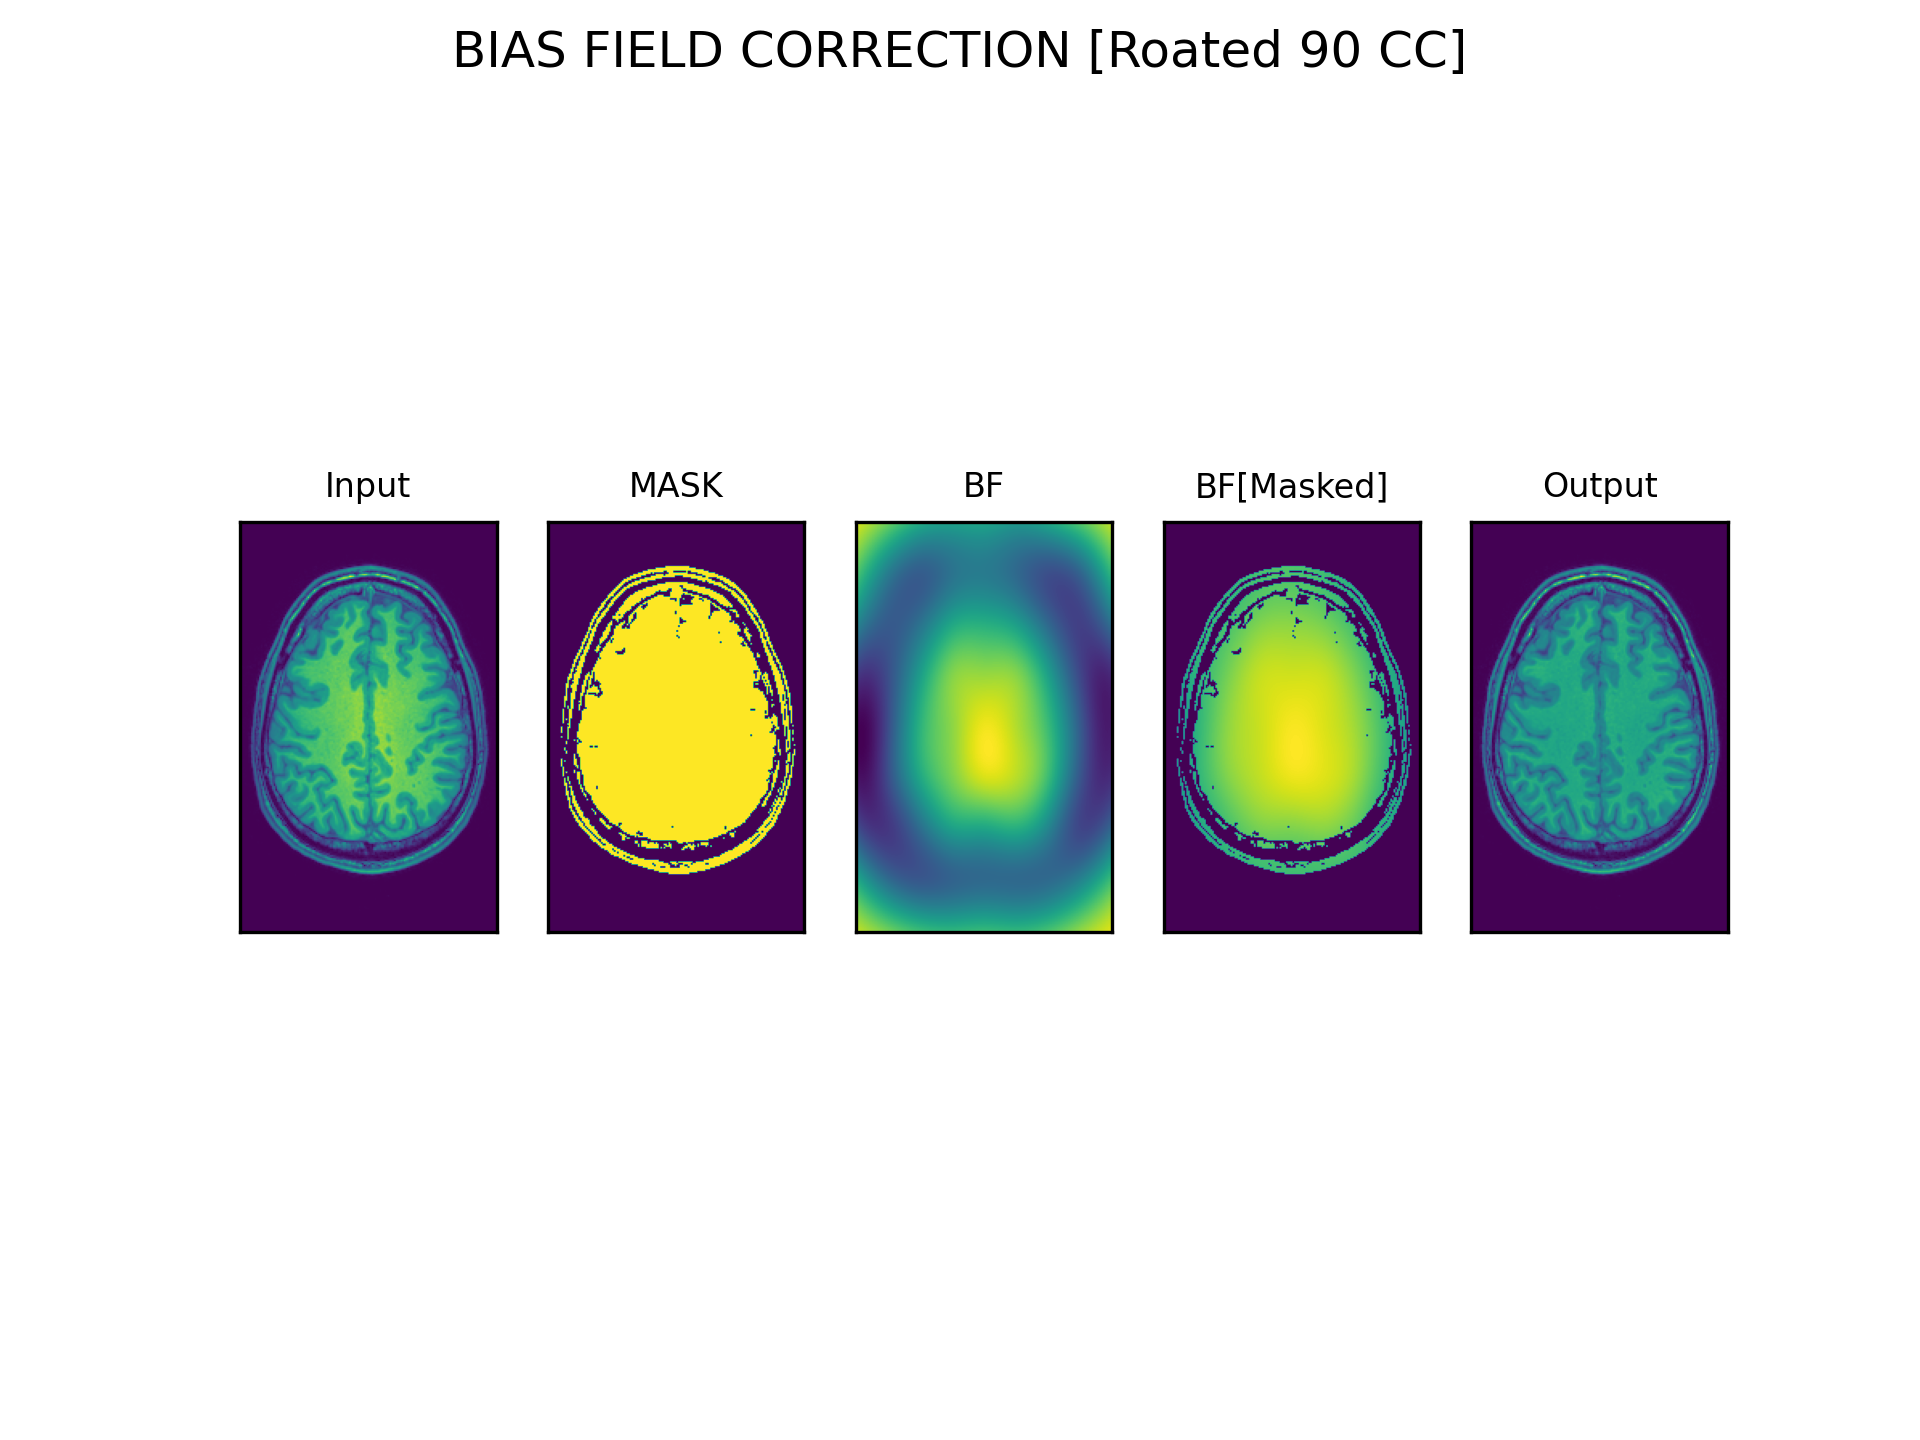 BIAS FIELD CORRECTION [Roated 90 CC]
Input
MASK
BF
BF[Masked]
Output